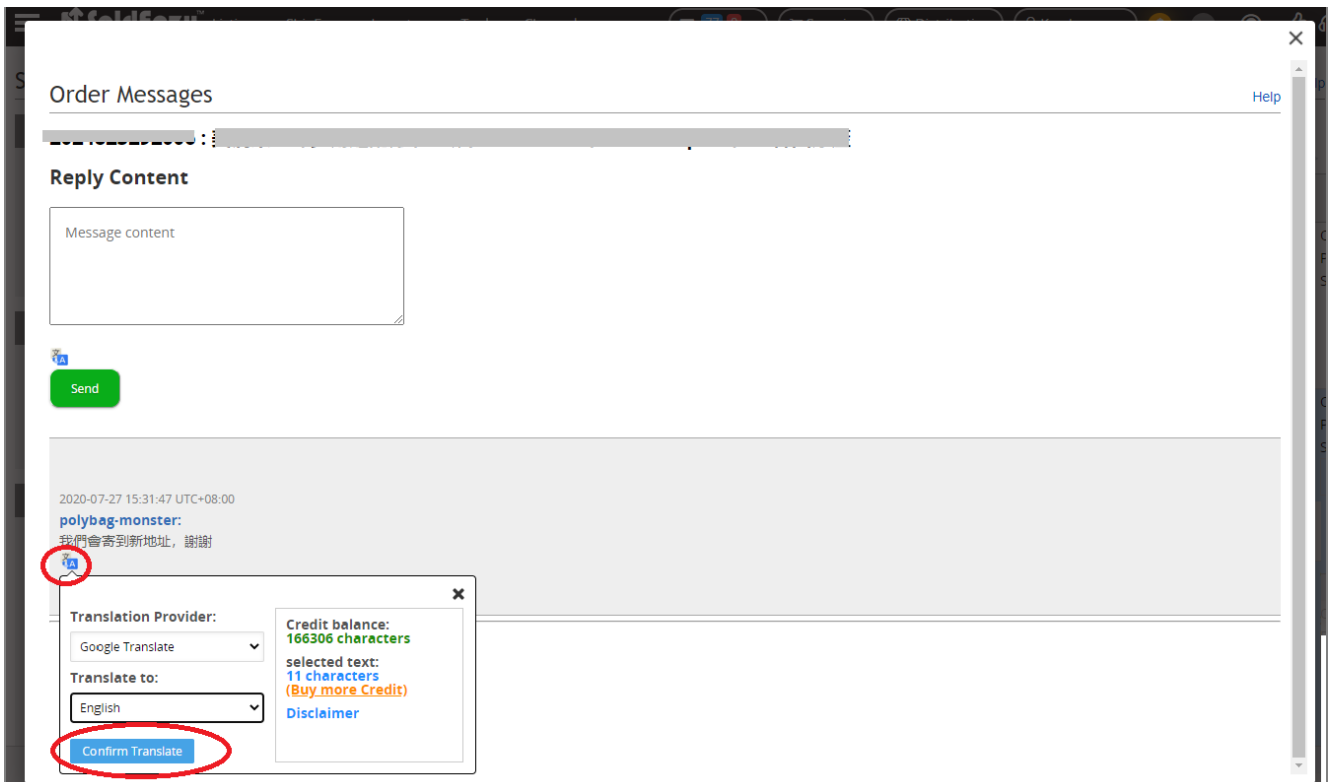 Order Messages
Help
Reply Content
Message content
Send
2020-07-27 15:31:47 UTC+08:00
polybag-monster:
我們會寄到新地址，謝謝
Translation Provider:
Google Translate
Translate to:
English
Confirm Translate
Credit balance:
166306 characters
selected text:
11 characters
(Buy more Credit)
Disclaimer